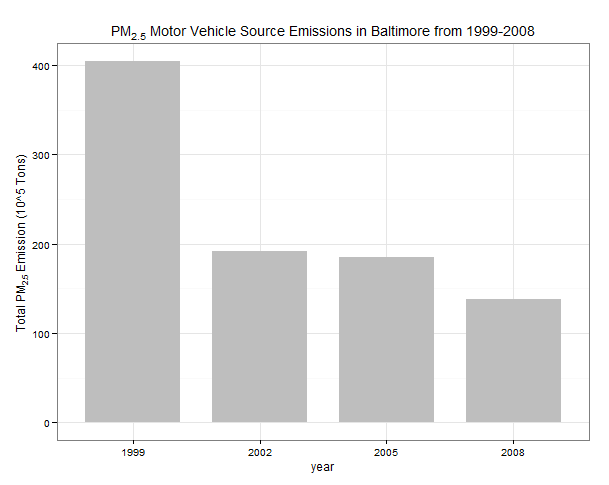 PM2.5 Motor Vehicle Source Emissions in Baltimore from 1999-2008
Total PM2.5 Emission (10^5 Tons)
400
300
200
100
0
1999 2002 2005 2008
year